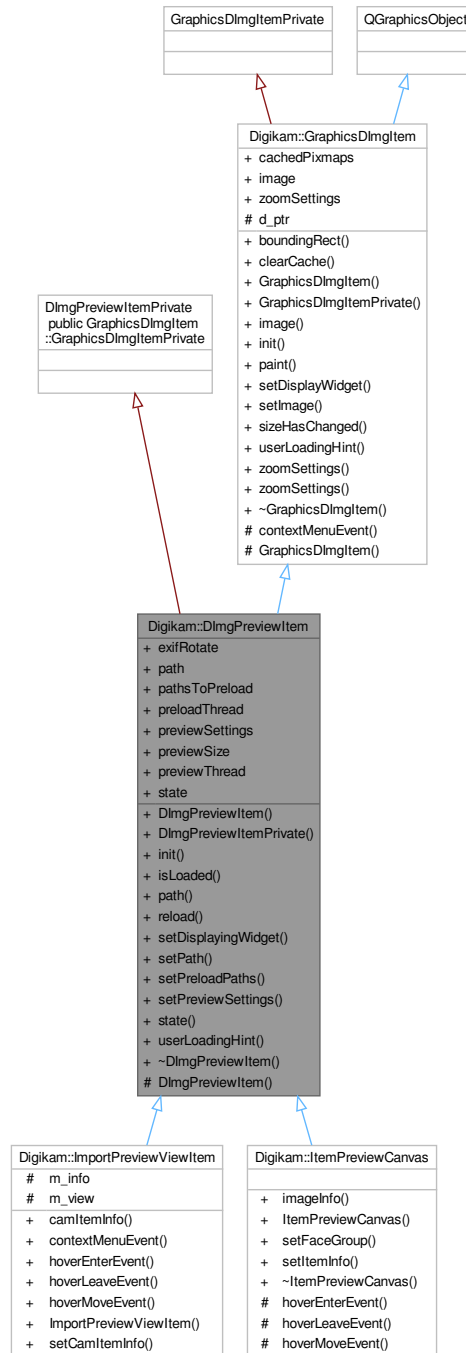 GraphicsDImgItemPrivate
QGraphicsObject
Digikam::GraphicsDImgItem
+ cachedPixmaps
+ image
+ zoomSettings
# d_ptr
+ boundingRect()
+ clearCache()
+ GraphicsDImgItem()
+ GraphicsDImgItemPrivate()
+ image()
+ init()
+ paint()
+ setDisplayWidget()
+ setImage()
+ sizeHasChanged()
+ userLoadingHint()
+ zoomSettings()
+ zoomSettings()
+ ~GraphicsDImgItem()
# contextMenuEvent()
# GraphicsDImgItem()
DImgPreviewItemPrivate
public GraphicsDImgItem
::GraphicsDImgItemPrivate
Digikam::DImgPreviewItem
+ exifRotate
+ path
+ pathsToPreload
+ preloadThread
+ previewSettings
+ previewSize
+ previewThread
+ state
+ DImgPreviewItem()
+ DImgPreviewItemPrivate()
+ init()
+ isLoaded()
+ path()
+ reload()
+ setDisplayingWidget()
+ setPath()
+ setPreloadPaths()
+ setPreviewSettings()
+ state()
+ userLoadingHint()
+ ~DImgPreviewItem()
# DImgPreviewItem()
Digikam::ImportPreviewViewItem
# m_info
# m_view
+ camItemInfo()
+ contextMenuEvent()
+ hoverEnterEvent()
+ hoverLeaveEvent()
+ hoverMoveEvent()
+ ImportPreviewViewItem()
+ setCamItemInfo()
Digikam::ItemPreviewCanvas
+ imageInfo()
+ ItemPreviewCanvas()
+ setFaceGroup()
+ setItemInfo()
+ ~ItemPreviewCanvas()
# hoverEnterEvent()
# hoverLeaveEvent()
# hoverMoveEvent()